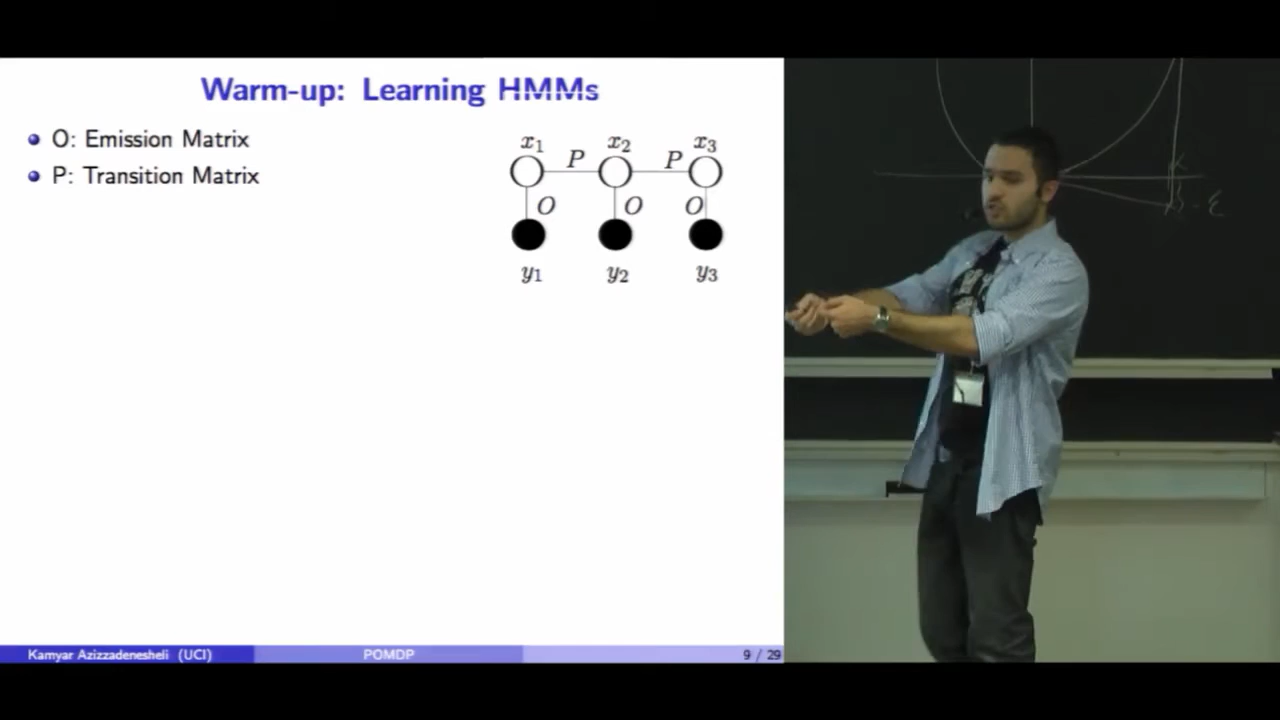 Warm-up: Learning HMMs
O: Emission Matrix
P: Transition Matrix
x1 x2 x3
P P
O O O
y1 y2 y3
Kamyar Azizzadenesheli (UCI) POMDP 9 / 29